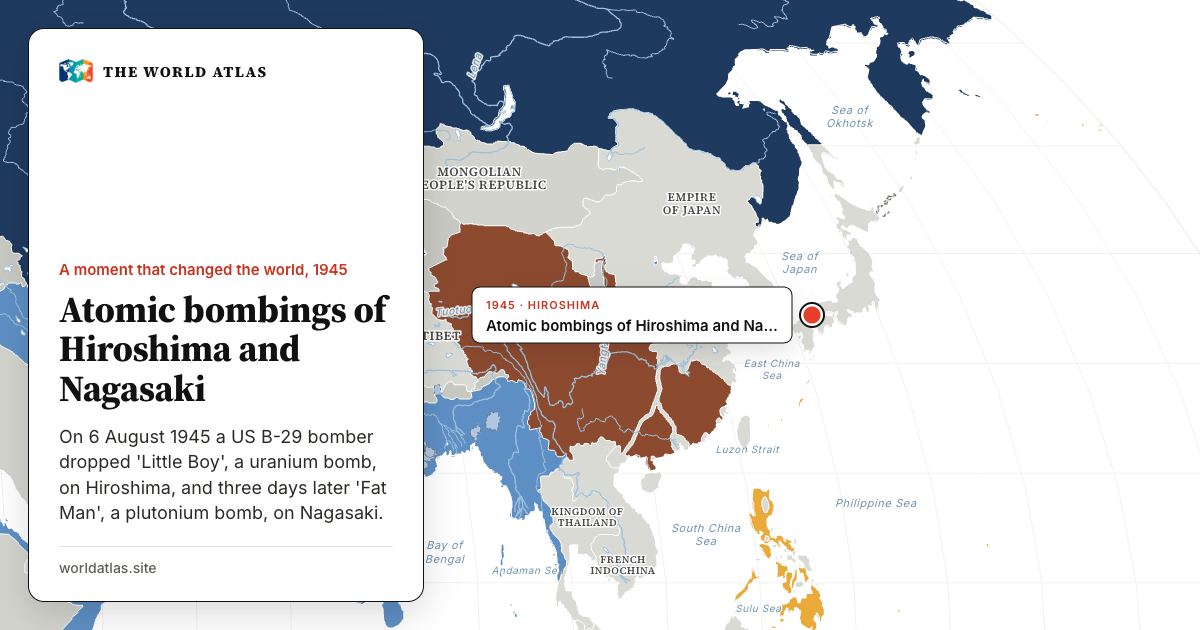 THE WORLD ATLAS
A moment that changed the world, 1945
Atomic bombings of
Hiroshima and
Nagasaki
On 6 August 1945 a US B-29 bomber
dropped 'Little Boy', a uranium bomb,
on Hiroshima, and three days later 'Fat
Man', a plutonium bomb, on Nagasaki.
worldatlas.site
Lena
Sea of
Okhotsk
MONGOLIAN
EOPLE'S REPUBLIC
EMPIRE
OF JAPAN
Sea of
Japan
1945 · HIROSHIMA
Atomic bombings of Hiroshima and Na...
Tuotuo
TIBET
Yangt
East China
Sea
Luzon Strait
Philippine Sea
KINGDOM OF
THAILAND
South China
Sea
Bay of
Bengal
Andaman Se
FRENCH
INDOCHINA
Sulu Sea